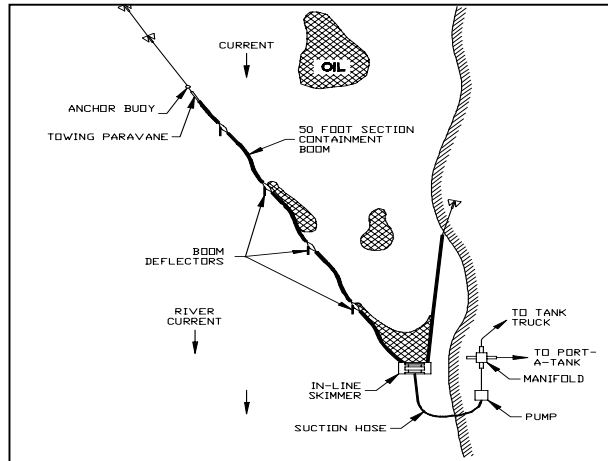 CURRENT
OIL
ANCHOR BUOY
TOWING PARAVANE
50 FOOT SECTION
CONTAINMENT
BOOM
BOOM
DEFLECTORS
RIVER
CURRENT
TO TANK
TRUCK
TO PORT-
A-TANK
MANIFOLD
IN-LINE
SKIMMER
PUMP
SUCTION HOSE